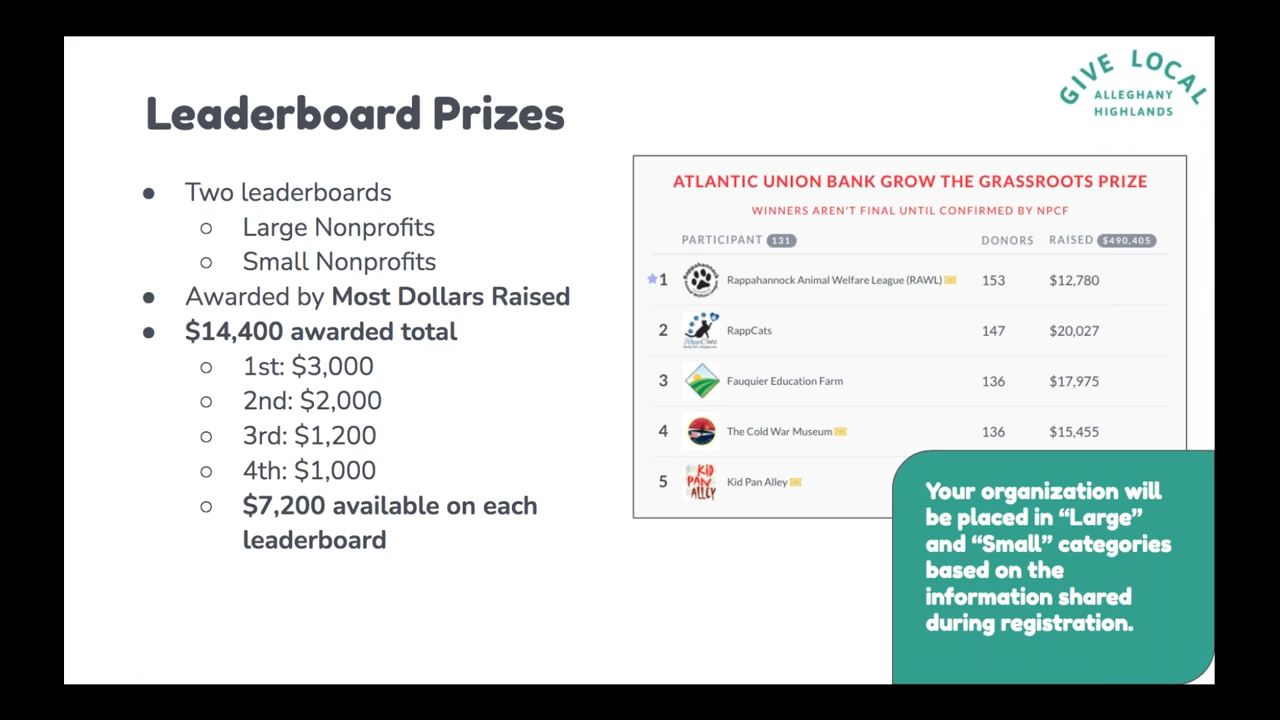 GIVE LOCAL
ALLEGHANY
HIGHLANDS
Leaderboard Prizes
● Two leaderboards
○ Large Nonprofits
○ Small Nonprofits
● Awarded by Most Dollars Raised
● $14,400 awarded total
○ 1st: $3,000
○ 2nd: $2,000
○ 3rd: $1,200
○ 4th: $1,000
○ $7,200 available on each
leaderboard
ATLANTIC UNION BANK GROW THE GRASSROOTS PRIZE
WINNERS AREN'T FINAL UNTIL CONFIRMED BY NPCF
PARTICIPANT 131 DONORS RAISED $490,405
1 Rappahannock Animal Welfare League (RAWL) 153 $12,780
2 RappCats 147 $20,027
3 Fauquier Education Farm 136 $17,975
4 The Cold War Museum 136 $15,455
5 KiD PAN ALLEY Kid Pan Alley
Your organization will
be placed in “Large”
and “Small” categories
based on the
information shared
during registration.